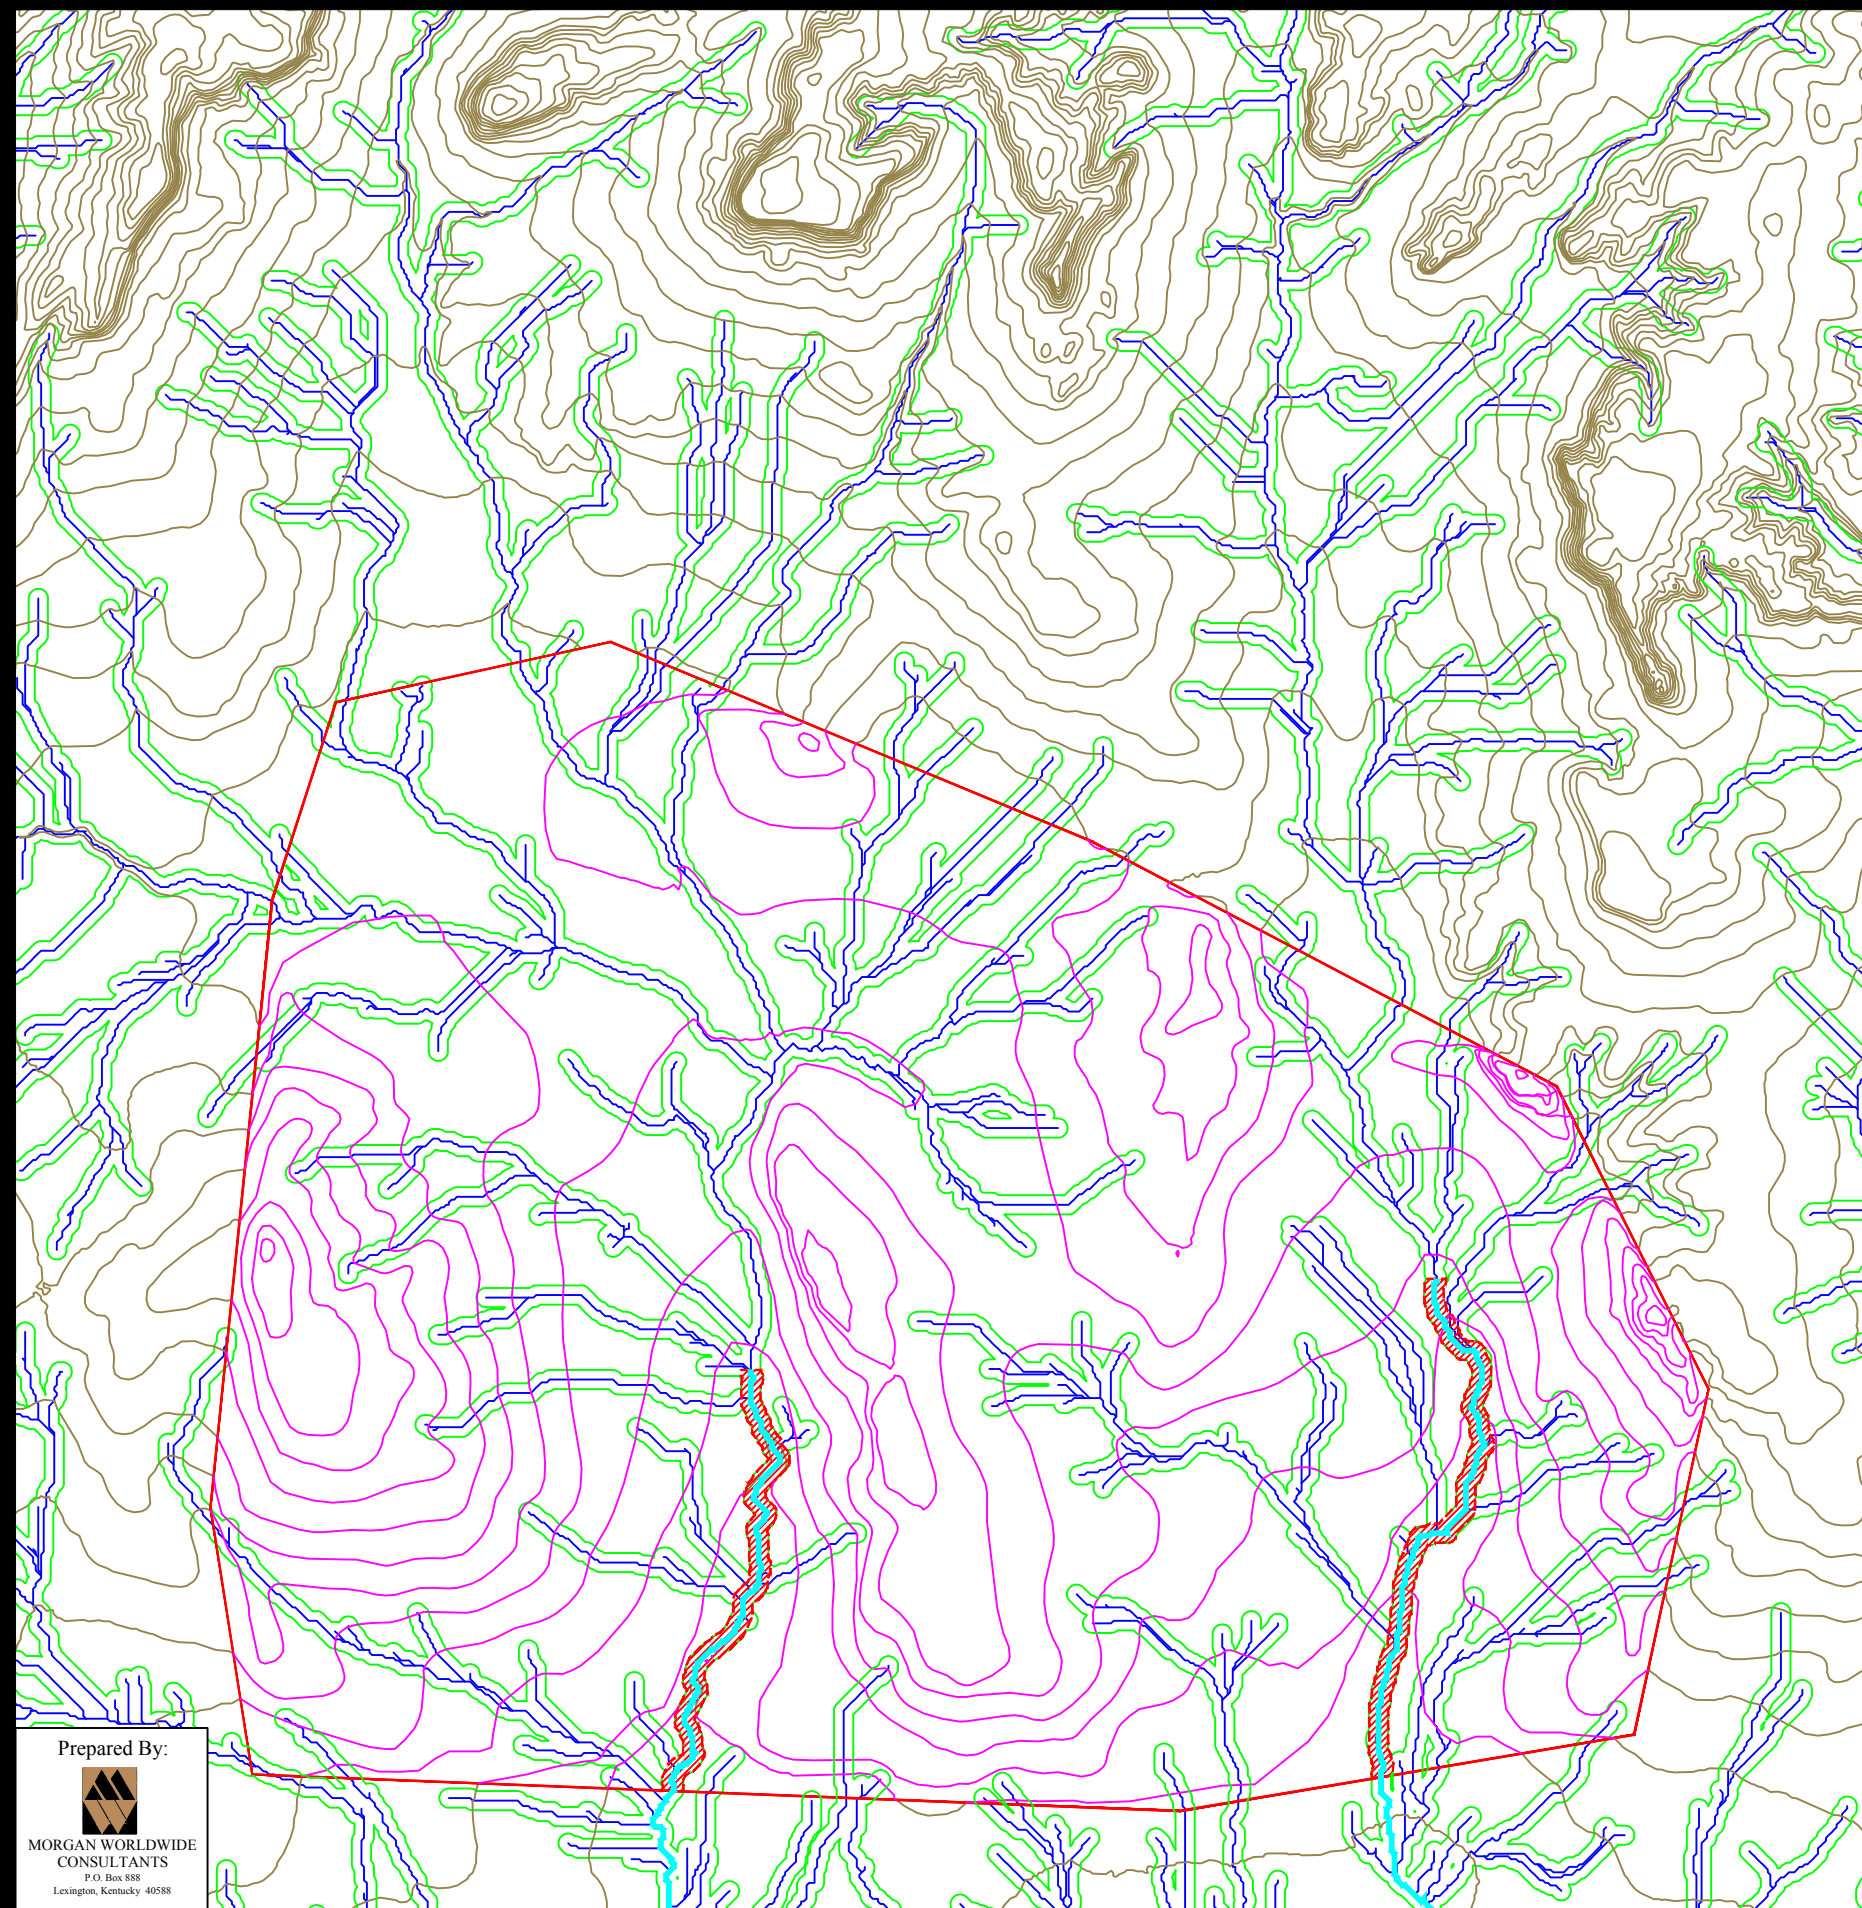 Prepared By:
MORGAN WORLDWIDE
CONSULTANTS
P.O. Box 888
Lexington, Kentucky 40588